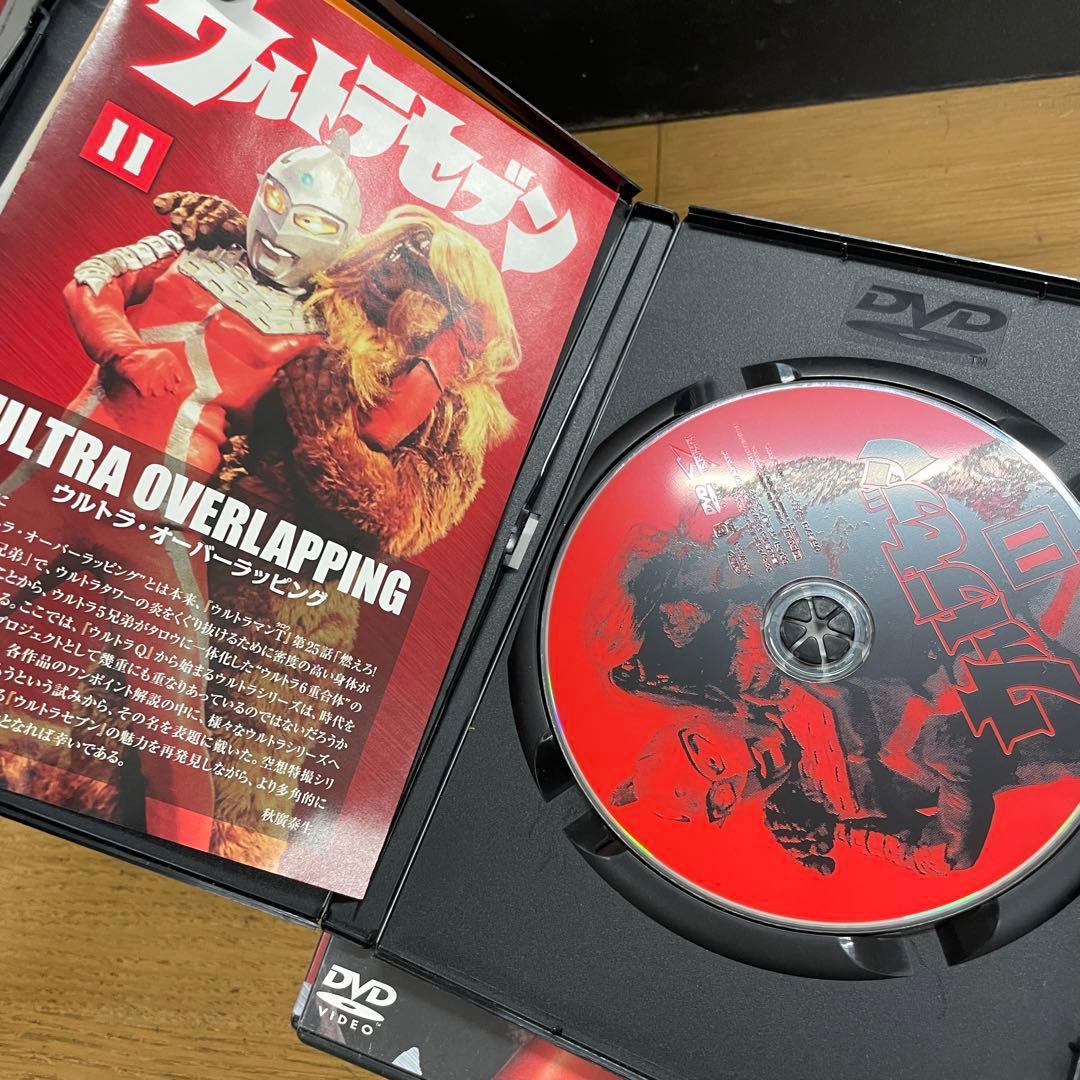 ウルトラセブン
11
ULTRA OVERLAPPING
ウルトラ・オーバーラッピング
ラ・オーバーラッピング”とは本来、『ウルトラマンT』第25話「燃えろ!
兄弟」で、ウルトラタワーの炎をくぐり抜けるために密度の高い身体が
ことから、ウルトラ5兄弟がタロウに一体化した“ウルトラ6重合体”の
る。ここでは、『ウルトラQ』から始まるウルトラシリーズは、時代を
プロジェクトとして幾重にも重なりあっているのではないだろうか
各作品のワンポイント解説の中に、様々なウルトラシリーズへ
うという試みから、その名を表題に戴いた。空想特撮シリ
る『ウルトラセブン』の魅力を再発見しながら、より多角的に
となれば幸いである。
秋廣泰生
DVD
TM
ウルトラセブン
11
DVD
DVD
VIDEO